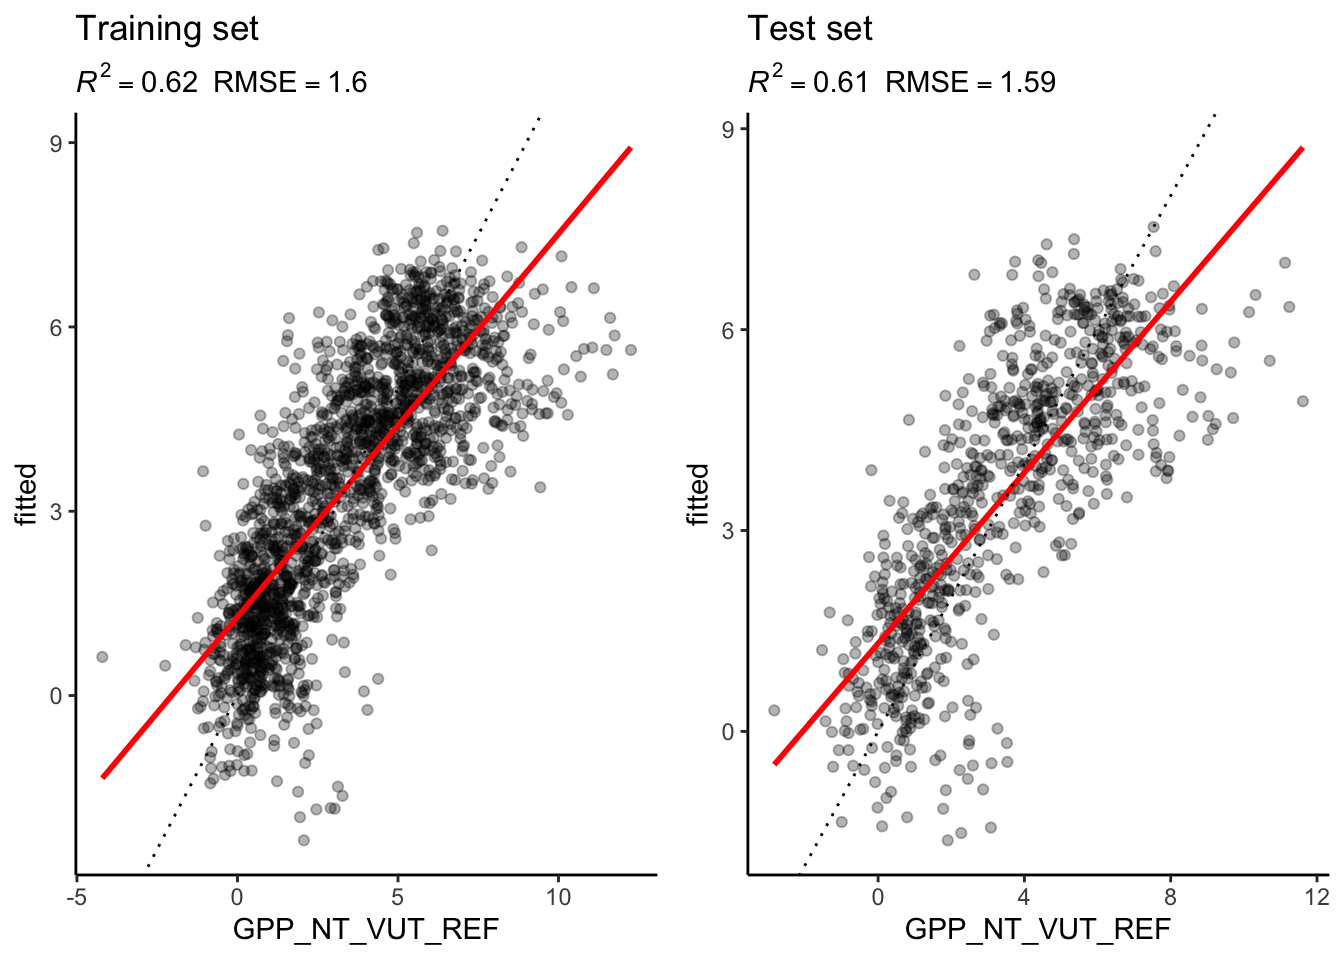 Training set
R² = 0.62 RMSE = 1.6
9
6
3
0
fitted
-5 0 5 10
GPP_NT_VUT_REF
Test set
R² = 0.61 RMSE = 1.59
9
6
3
0
fitted
0 4 8 12
GPP_NT_VUT_REF